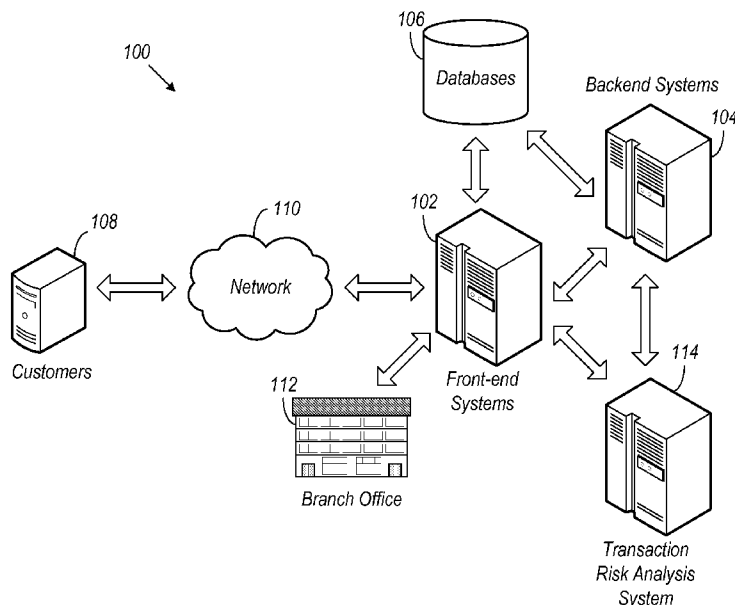 100
106
Databases
Backend Systems
104
102
110
108
Network
Customers
Front-end
Systems
112
Branch Office
114
Transaction
Risk Analysis
System